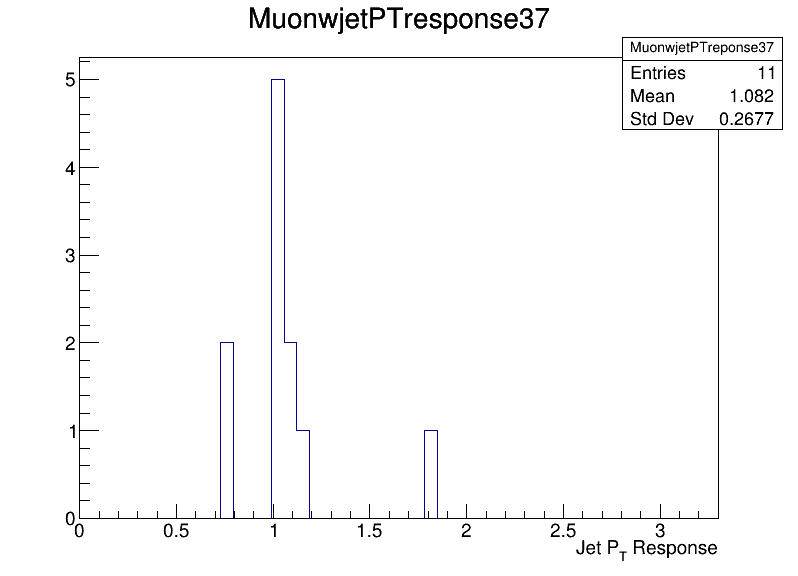 MuonwjetPTresponse37
MuonwjetPTreponse37
Entries 11
Mean 1.082
Std Dev 0.2677
5
4
3
2
1
0
0 0.5 1 1.5 2 2.5 3
Jet PT Response